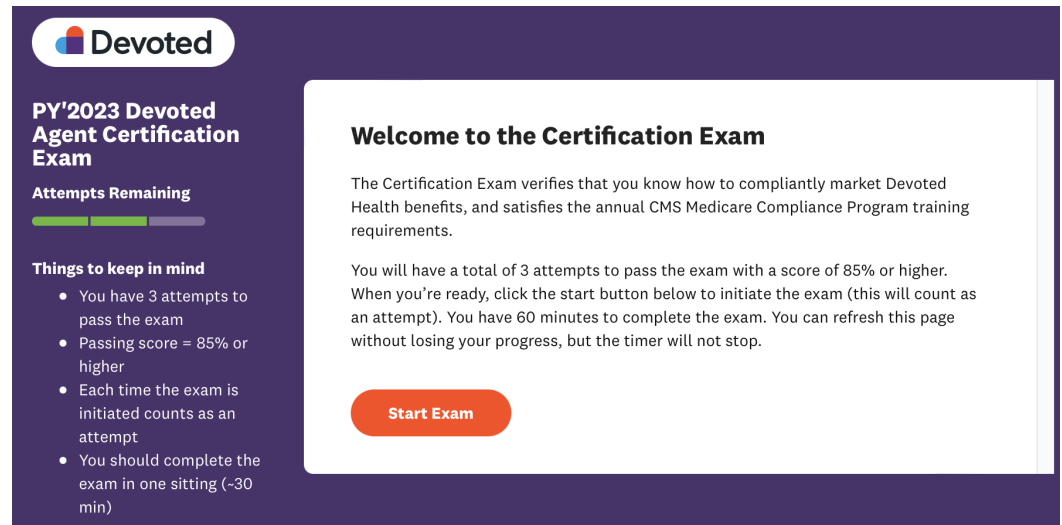 Devoted
PY'2023 Devoted
Agent Certification
Exam
Attempts Remaining
Things to keep in mind
• You have 3 attempts to
pass the exam
• Passing score = 85% or
higher
• Each time the exam is
initiated counts as an
attempt
• You should complete the
exam in one sitting (~30
min)
Welcome to the Certification Exam
The Certification Exam verifies that you know how to compliantly market Devoted
Health benefits, and satisfies the annual CMS Medicare Compliance Program training
requirements.
You will have a total of 3 attempts to pass the exam with a score of 85% or higher.
When you’re ready, click the start button below to initiate the exam (this will count as
an attempt). You have 60 minutes to complete the exam. You can refresh this page
without losing your progress, but the timer will not stop.
Start Exam